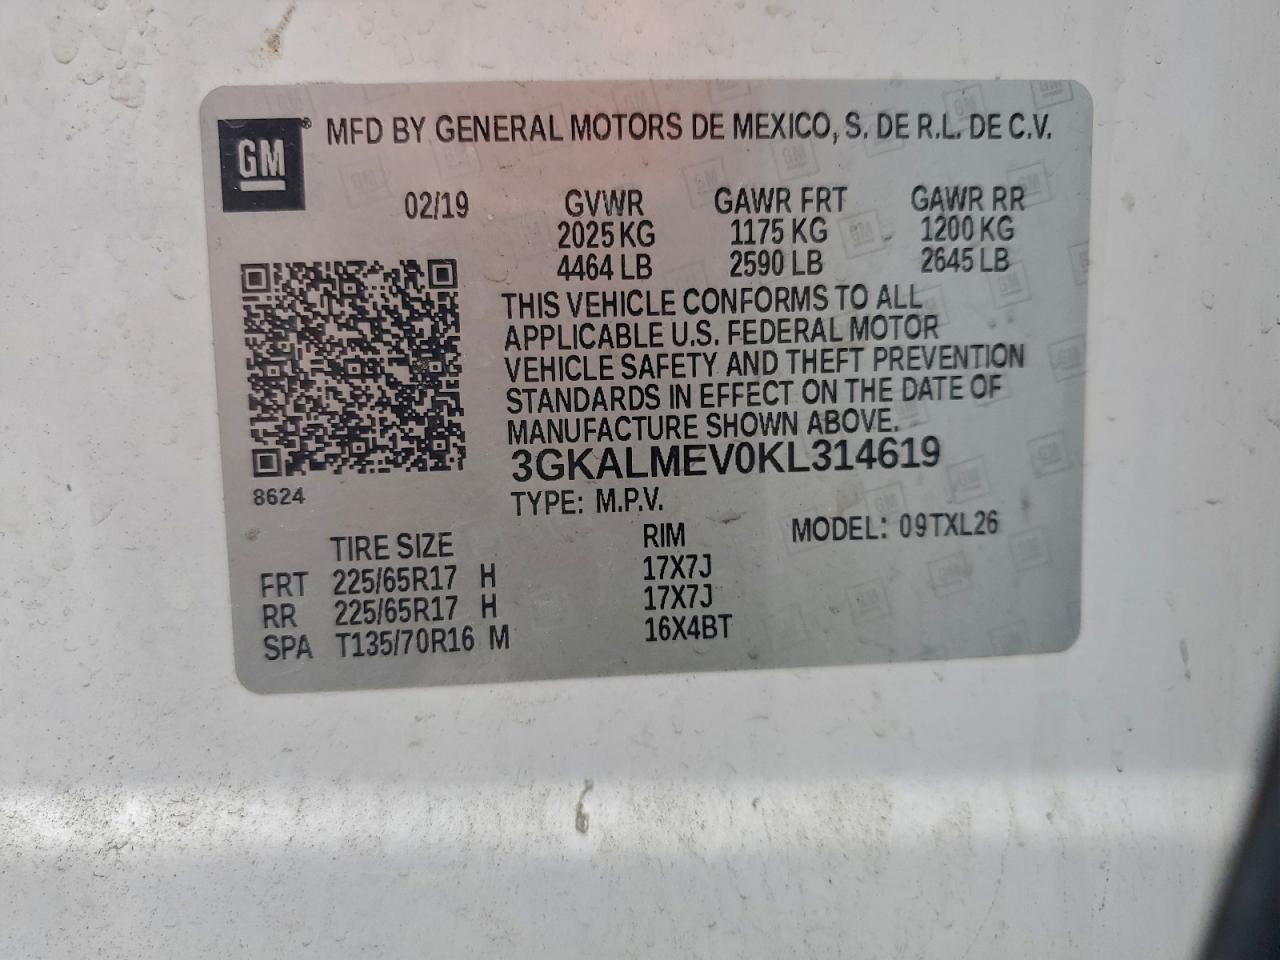 GM® MFD BY GENERAL MOTORS DE MEXICO, S. DE R.L. DE C.V.
02/19 GVWR GAWR FRT GAWR RR
2025 KG 1175 KG 1200 KG
4464 LB 2590 LB 2645 LB
THIS VEHICLE CONFORMS TO ALL
APPLICABLE U.S. FEDERAL MOTOR
VEHICLE SAFETY AND THEFT PREVENTION
STANDARDS IN EFFECT ON THE DATE OF
MANUFACTURE SHOWN ABOVE.
3GKALMEV0KL314619
8624
TYPE: M.P.V.
TIRE SIZE RIM MODEL: 09TXL26
FRT 225/65R17 H 17X7J
RR 225/65R17 H 17X7J
SPA T135/70R16 M 16X4BT